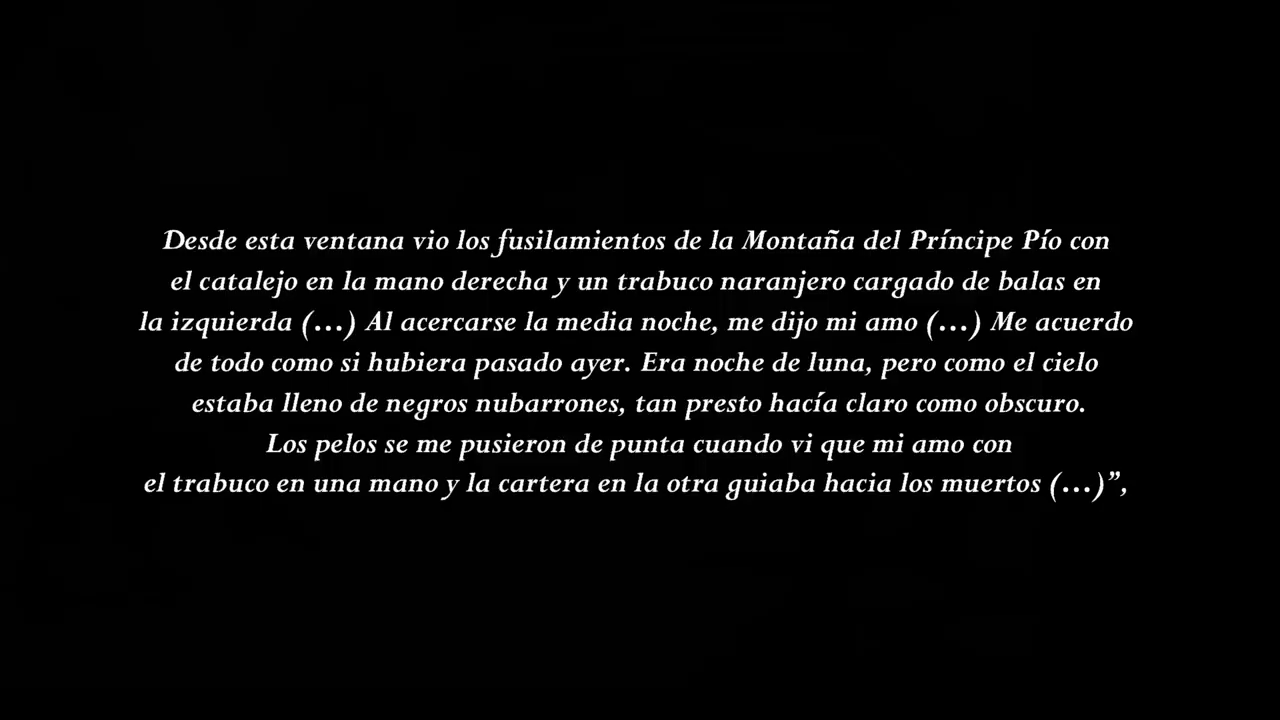 Desde esta ventana vio los fusilamientos de la Montaña del Príncipe Pío con
el catalejo en la mano derecha y un trabuco naranjero cargado de balas en
la izquierda (...) Al acercarse la media noche, me dijo mi amo (...) Me acuerdo
de todo como si hubiera pasado ayer. Era noche de luna, pero como el cielo
estaba lleno de negros nubarrones, tan presto hacía claro como obscuro.
Los pelos se me pusieron de punta cuando vi que mi amo con
el trabuco en una mano y la cartera en la otra guiaba hacia los muertos (...)”,